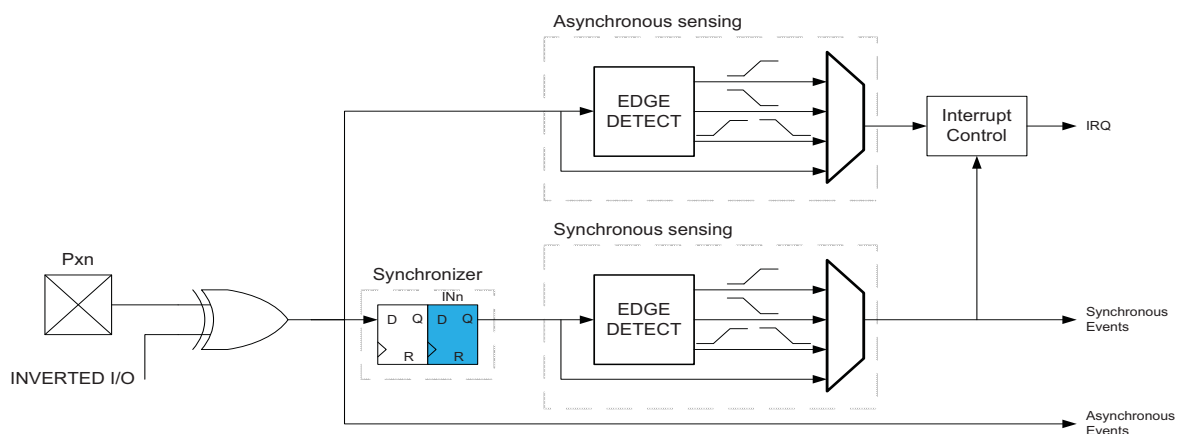 Asynchronous sensing
EDGE
DETECT
Interrupt
Control
IRQ
Synchronous sensing
Pxn
Synchronizer
INn
D Q
R
D Q
R
EDGE
DETECT
Synchronous
Events
INVERTED I/O
Asynchronous
Events